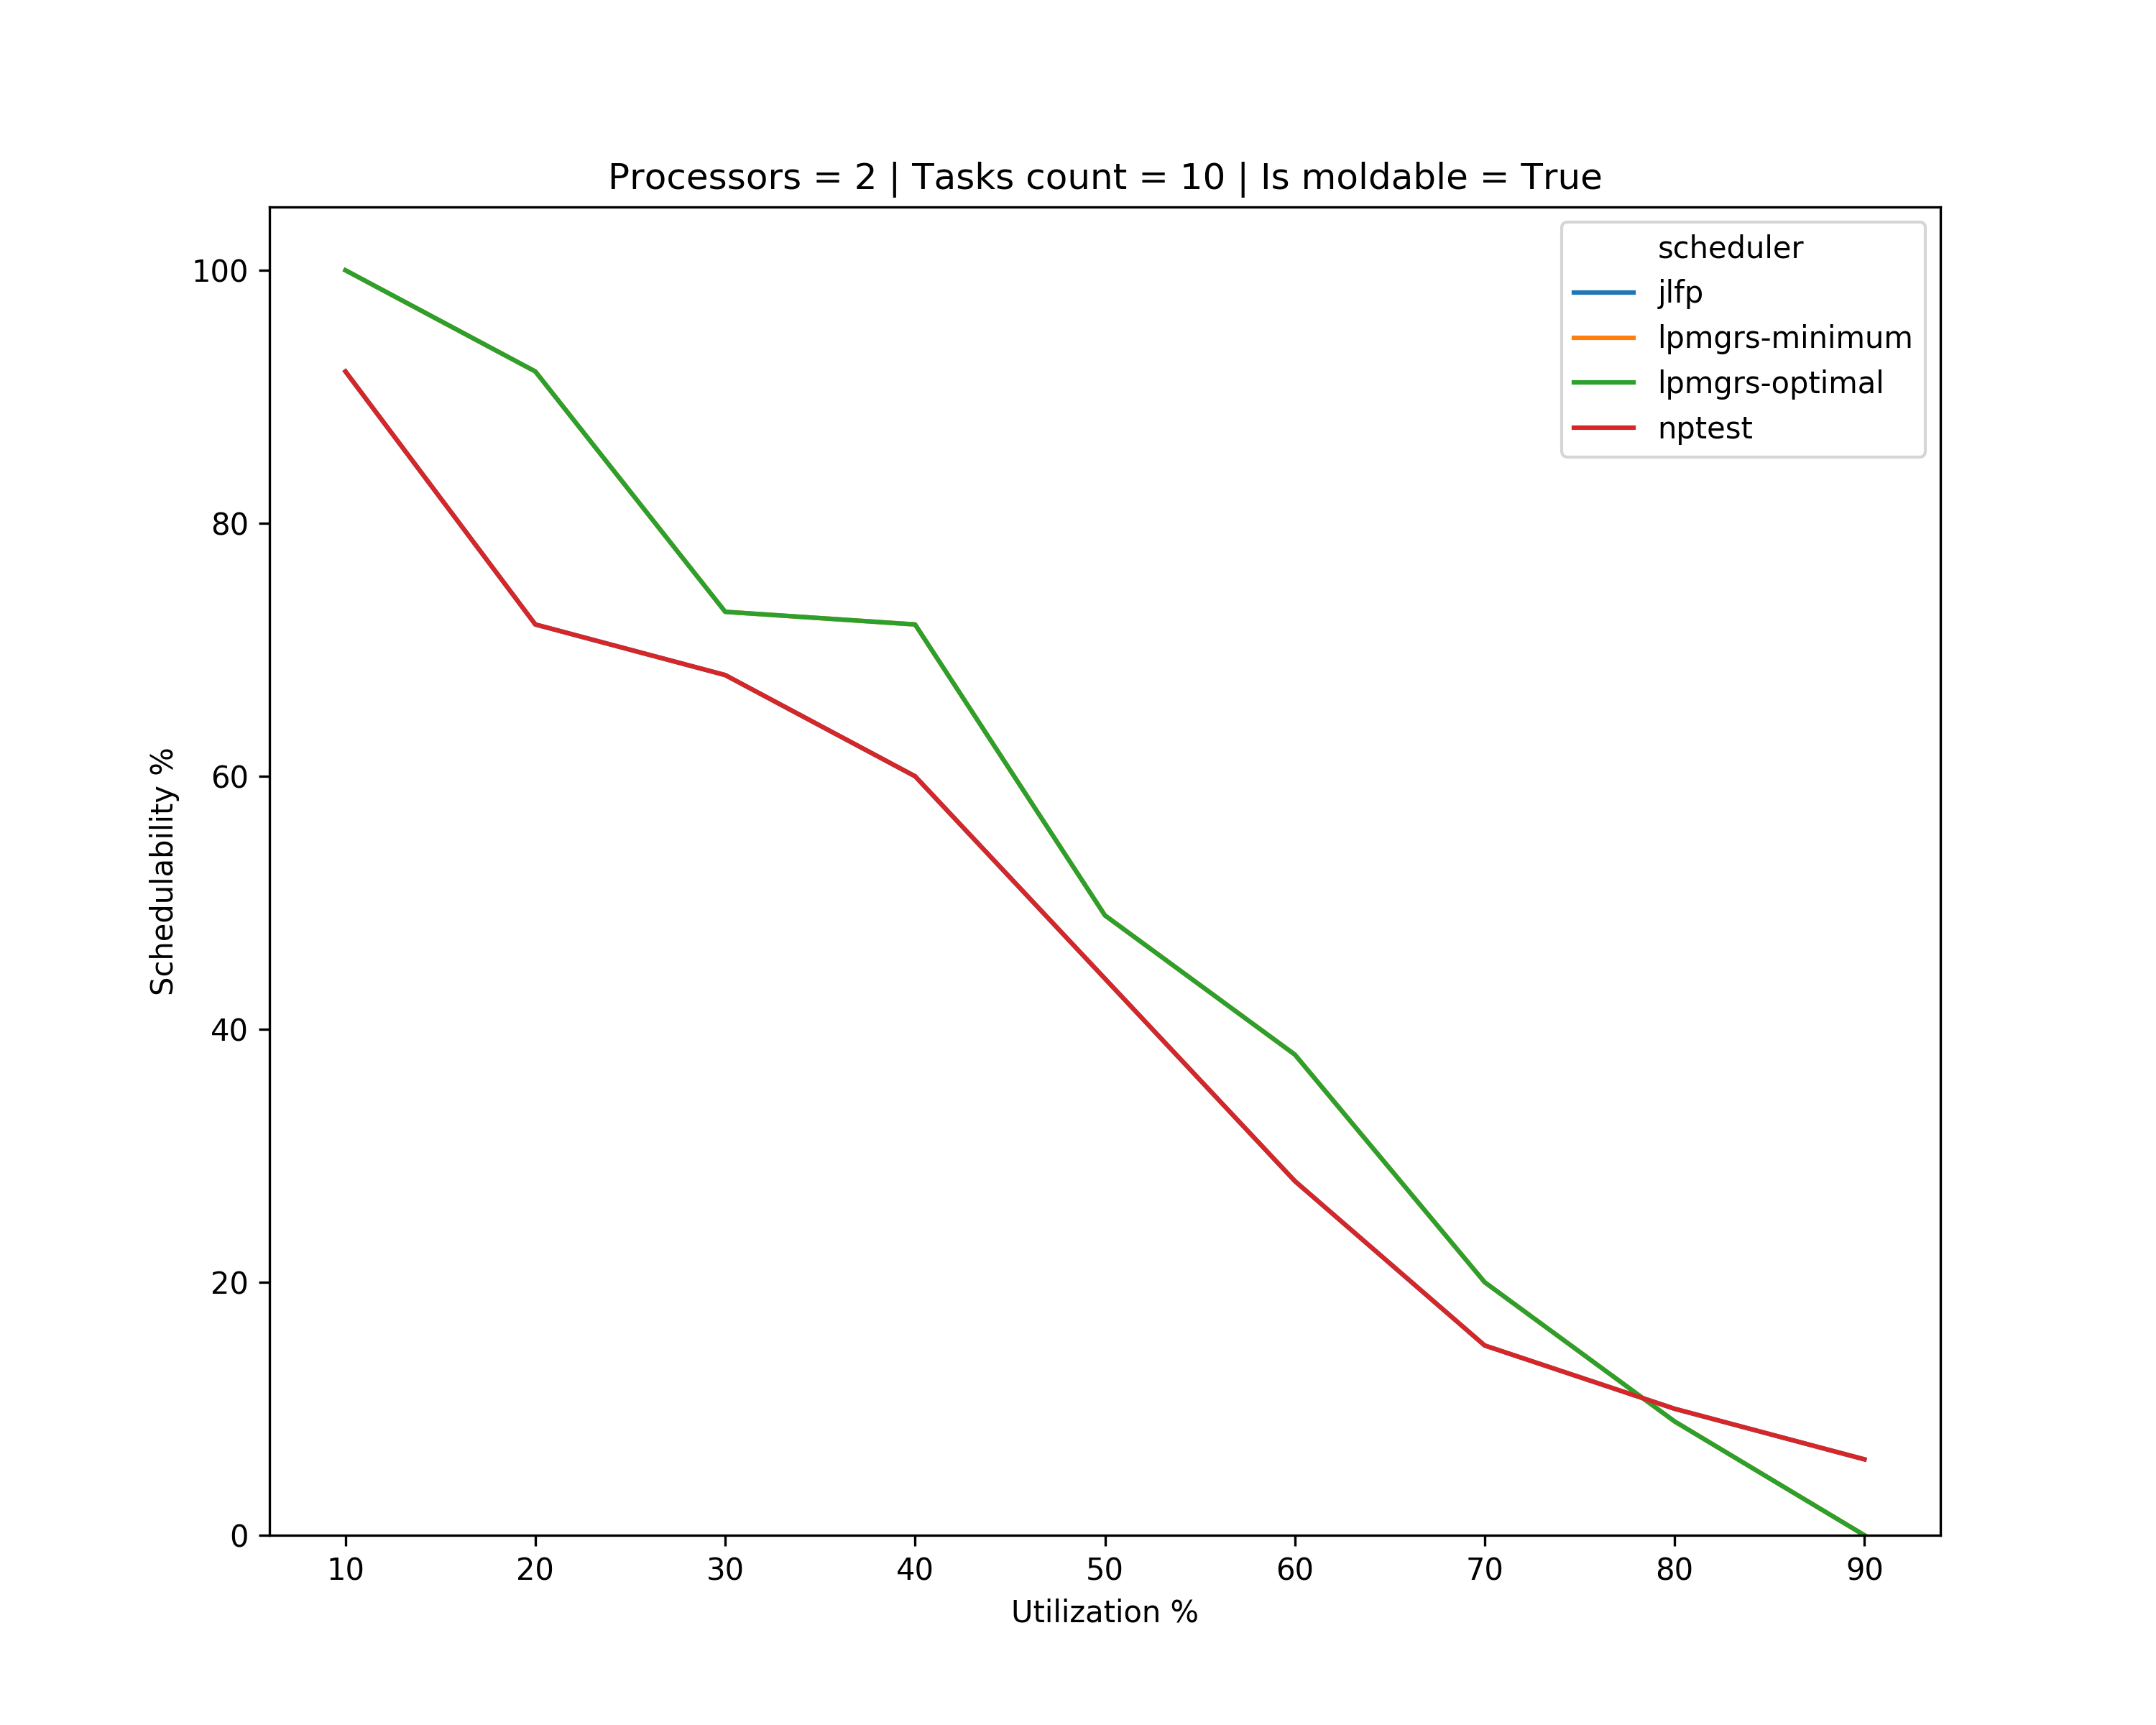 Processors = 2 | Tasks count = 10 | Is moldable = True
scheduler
jlfp
lpmgrs-minimum
lpmgrs-optimal
nptest
Schedulability %
100
80
60
40
20
0
10 20 30 40 50 60 70 80 90
Utilization %